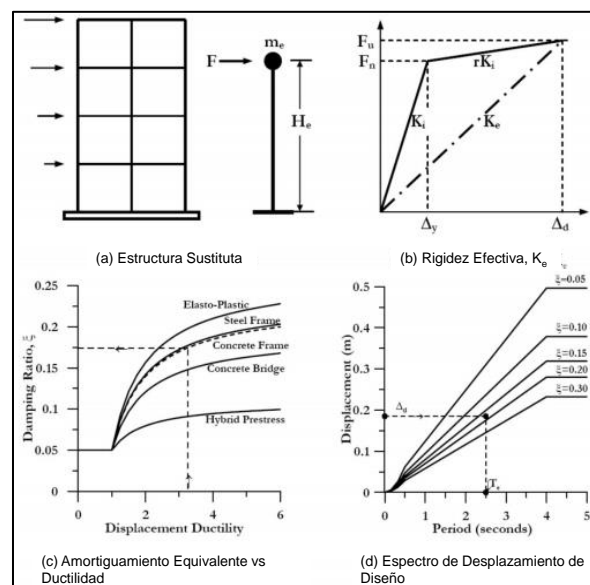 F
mₑ
Hₑ
(a) Estructura Sustituta
Fᵤ
Fₙ
rKᵢ
Kᵢ
Kₑ
Δᵧ
Δ_d
(b) Rigidez Efectiva, Kₑ
0.25
0.2
0.15
0.1
0.05
0
Damping Ratio, ξ
Elasto-Plastic
Steel Frame
Concrete Frame
Concrete Bridge
Hybrid Prestress
0 2 4 6
Displacement Ductility
(c) Amortiguamiento Equivalente vs
Ductilidad
0.5
0.4
0.3
0.2
0.1
0
Displacement (m)
ξ=0.05
ξ=0.10
ξ=0.15
ξ=0.20
ξ=0.30
Δ_d
Tₑ
0 1 2 3 4 5
Period (seconds)
(d) Espectro de Desplazamiento de
Diseño